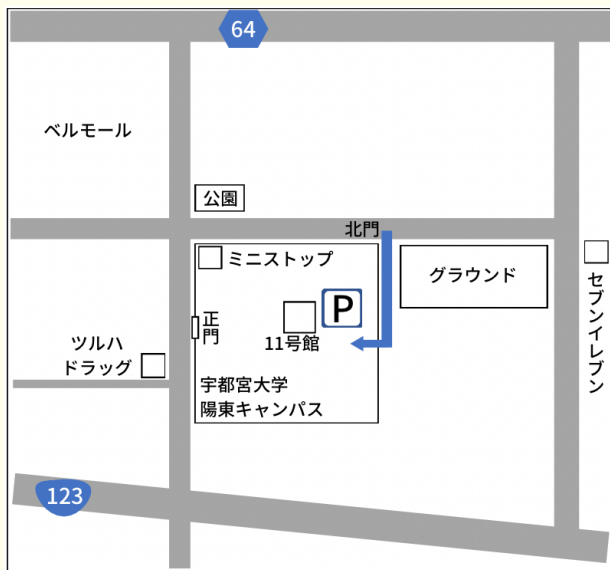 64
ベルモール
公園
北門
ミニストップ
グラウンド
セブンイレブン
P
正門
11号館
ツルハ
ドラッグ
宇都宮大学
陽東キャンパス
123